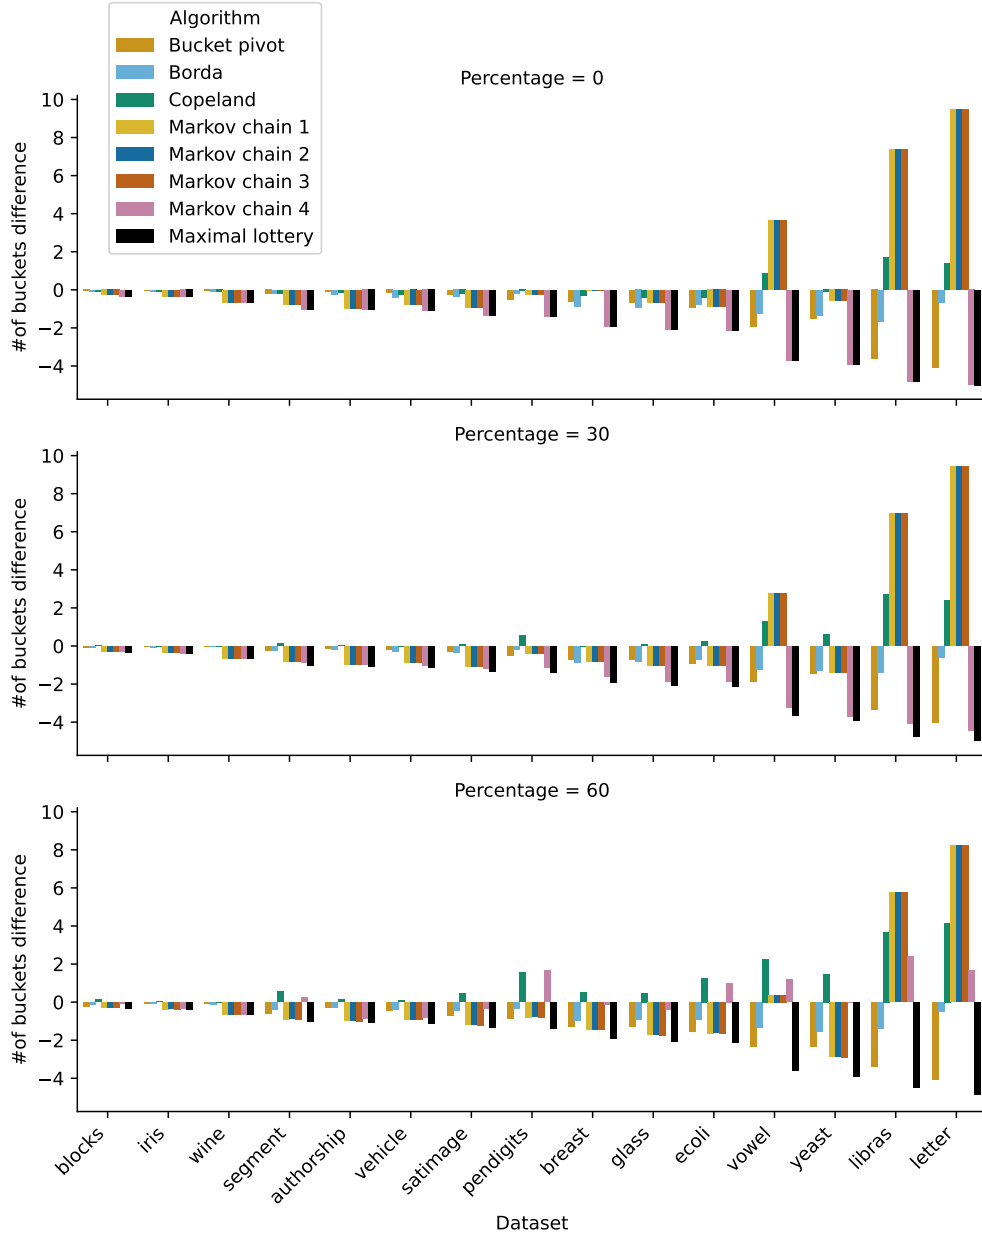 Algorithm
Bucket pivot
Borda
Copeland
Markov chain 1
Markov chain 2
Markov chain 3
Markov chain 4
Maximal lottery
Percentage = 0
10
8
6
4
2
0
−2
−4
#of buckets difference
Percentage = 30
10
8
6
4
2
0
−2
−4
#of buckets difference
Percentage = 60
10
8
6
4
2
0
−2
−4
#of buckets difference
blocks
iris
wine
segment
authorship
vehicle
satimage
pendigits
breast
glass
ecoli
vowel
yeast
libras
letter
Dataset